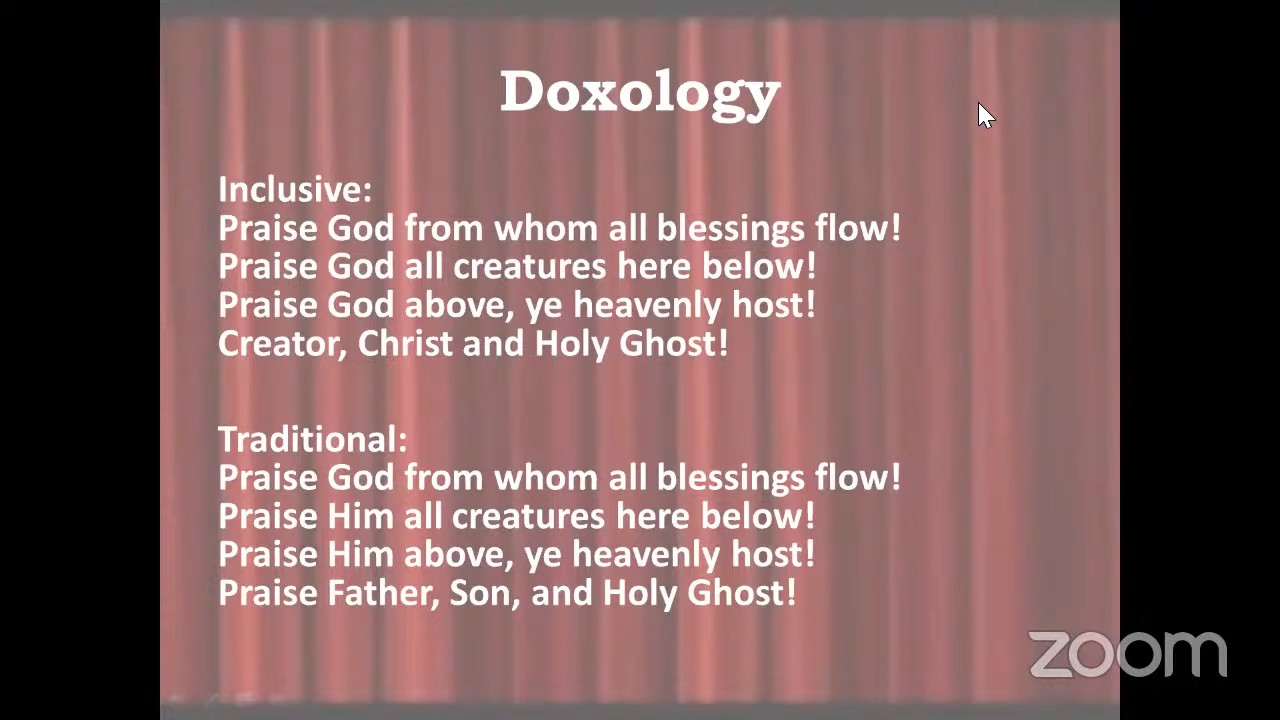 Doxology
Inclusive:
Praise God from whom all blessings flow!
Praise God all creatures here below!
Praise God above, ye heavenly host!
Creator, Christ and Holy Ghost!
Traditional:
Praise God from whom all blessings flow!
Praise Him all creatures here below!
Praise Him above, ye heavenly host!
Praise Father, Son, and Holy Ghost!
zoom